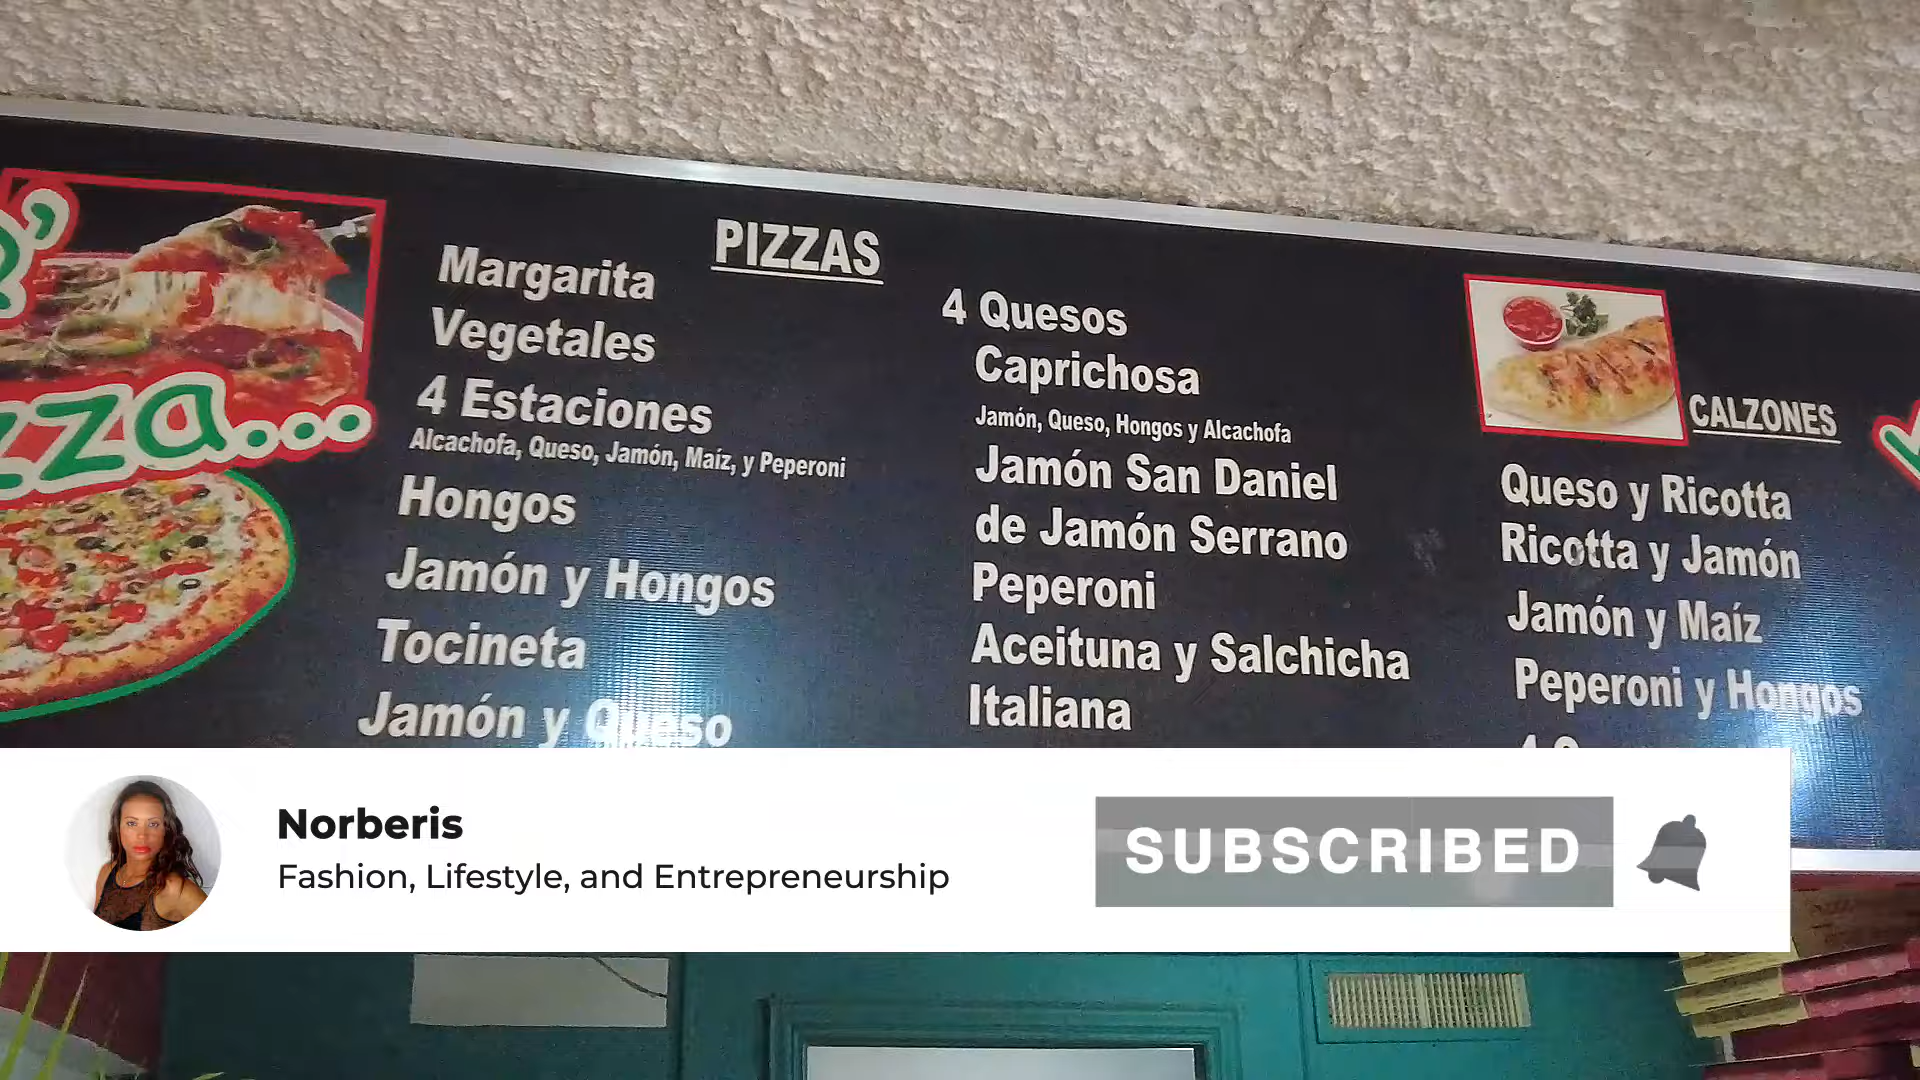 PIZZAS
Margarita
Vegetales
4 Estaciones
Alcachofa, Queso, Jamón, Maíz, y Peperoni
Hongos
Jamón y Hongos
Tocineta
Jamón y Queso
4 Quesos
Caprichosa
Jamón, Queso, Hongos y Alcachofa
Jamón San Daniel
de Jamón Serrano
Peperoni
Aceituna y Salchicha
Italiana
CALZONES
Queso y Ricotta
Ricotta y Jamón
Jamón y Maíz
Peperoni y Hongos
Norberis
Fashion, Lifestyle, and Entrepreneurship
SUBSCRIBED